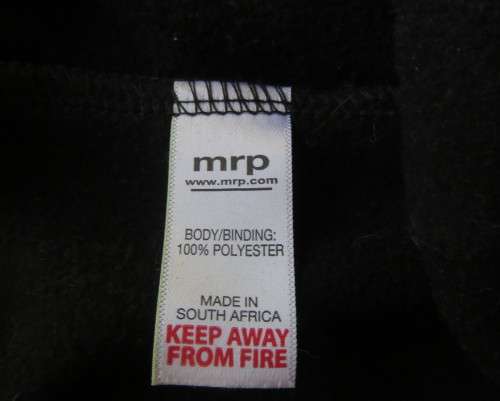 mrp
www.mrp.com
BODY/BINDING:
100% POLYESTER
MADE IN
SOUTH AFRICA
KEEP AWAY
FROM FIRE